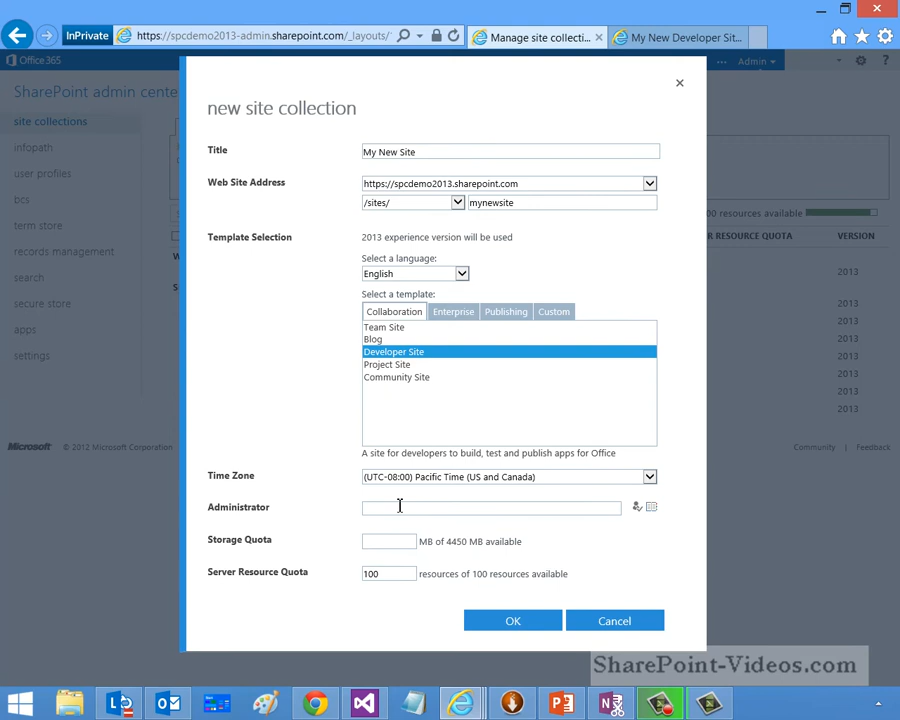 InPrivate
https://spcdemo2013-admin.sharepoint.com/_layouts/
Manage site collecti...
My New Developer Sit...
Office 365
Admin
SharePoint admin cente
site collections
infopath
user profiles
bcs
term store
records management
search
secure store
apps
settings
new site collection
Title
My New Site
Web Site Address
https://spcdemo2013.sharepoint.com
/sites/
mynewsite
Template Selection
2013 experience version will be used
Select a language:
English
Select a template:
Collaboration
Enterprise
Publishing
Custom
Team Site
Blog
Developer Site
Project Site
Community Site
A site for developers to build, test and publish apps for Office
Time Zone
(UTC-08:00) Pacific Time (US and Canada)
Administrator
Storage Quota
MB of 4450 MB available
Server Resource Quota
100
resources of 100 resources available
OK
Cancel
00 resources available
R RESOURCE QUOTA
VERSION
2013
2013
2013
2013
2013
2013
2013
2013
Microsoft
© 2012 Microsoft Corporation
Community
Feedback
SharePoint-Videos.com